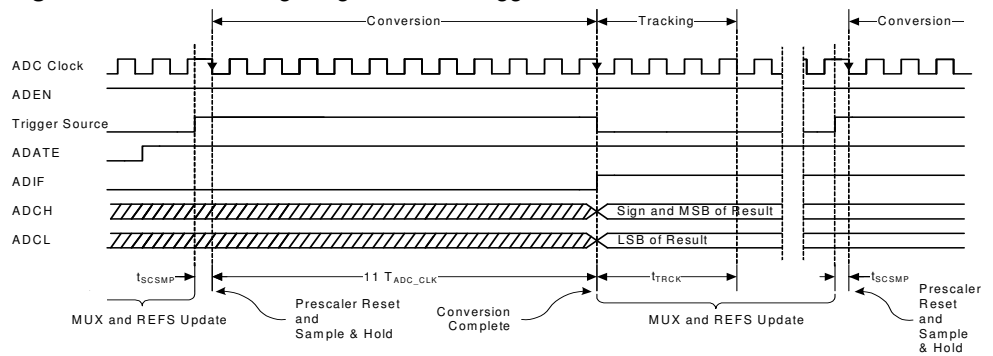 Conversion
Tracking
Conversion
ADC Clock
ADEN
Trigger Source
ADATE
ADIF
ADCH
Sign and MSB of Result
ADCL
LSB of Result
tSCSMP
11 TADC_CLK
tTRCK
tSCSMP
MUX and REFS Update
Prescaler Reset
and
Sample & Hold
Conversion
Complete
MUX and REFS Update
Prescaler
Reset
and
Sample
& Hold